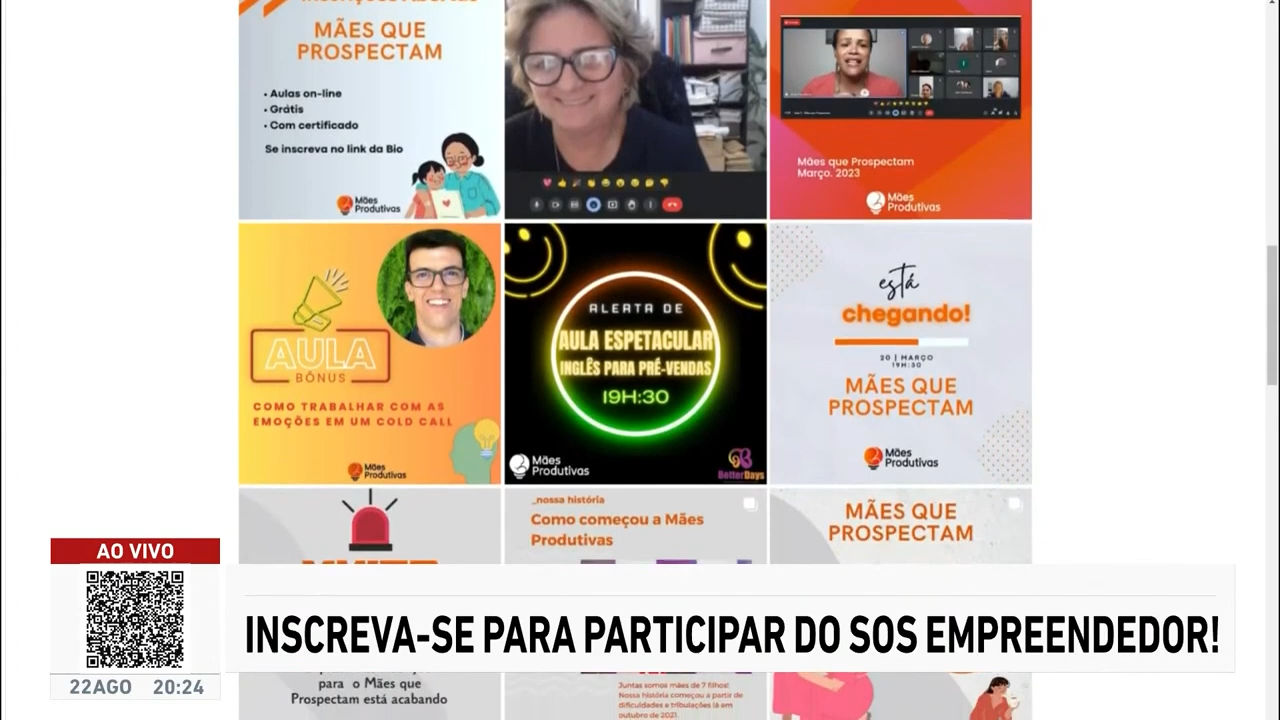 MÃES QUE
PROSPECTAM
• Aulas on-line
• Grátis
• Com certificado
Se inscreva no link da Bio
Mães
Produtivas
Mães que Prospectam
Março. 2023
Mães
Produtivas
AULA
BÔNUS
COMO TRABALHAR COM AS
EMOÇÕES EM UM COLD CALL
Mães
Produtivas
ALERTA DE
AULA ESPETACULAR
INGLÊS PARA PRÉ-VENDAS
19H:30
Mães
Produtivas
BetterDays
está
chegando!
20 | MARÇO
19H:30
MÃES QUE
PROSPECTAM
Mães
Produtivas
_nossa história
Como começou a Mães
Produtivas
MÃES QUE
PROSPECTAM
AO VIVO
22AGO 20:24
INSCREVA-SE PARA PARTICIPAR DO SOS EMPREENDEDOR!
para o Mães que
Prospectam está acabando
Juntas somos mães de 7 filhos!
Nossa história começou a partir de
dificuldades e tribulações lá em
outubro de 2021.